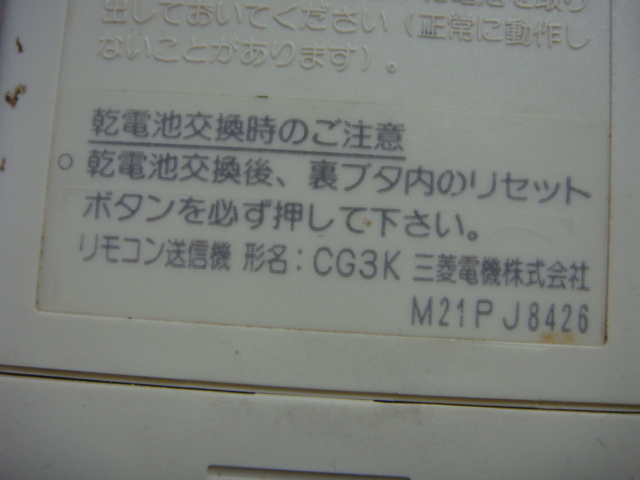 出しておいてください（正常に動作し
ないことがあります）。
乾電池交換時のご注意
○ 乾電池交換後、裏ブタ内のリセット
ボタンを必ず押して下さい。
リモコン送信機 形名：CG3K 三菱電機株式会社
M21PJ8426